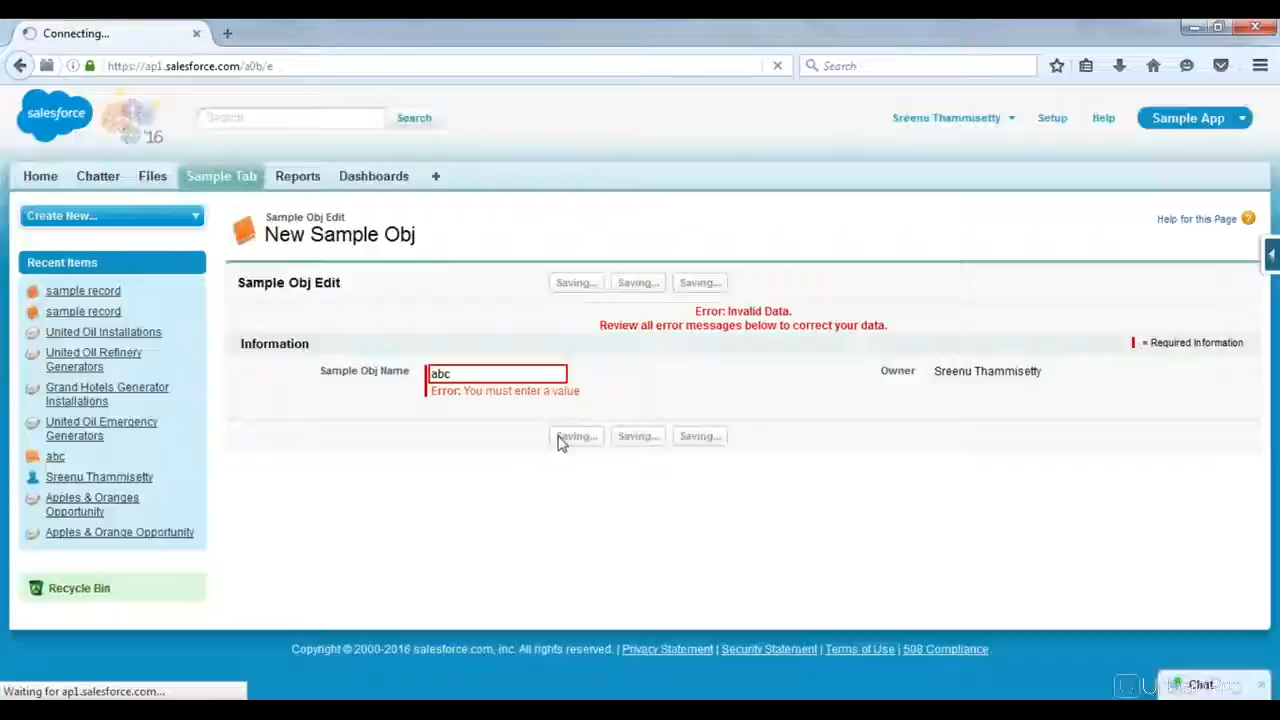 Connecting...
https://ap1.salesforce.com/a0b/e
Search
salesforce
'16
Search
Search
Sreenu Thammisetty
Setup
Help
Sample App
Home
Chatter
Files
Sample Tab
Reports
Dashboards
+
Create New...
Recent Items
sample record
sample record
United Oil Installations
United Oil Refinery
Generators
Grand Hotels Generator
Installations
United Oil Emergency
Generators
abc
Sreenu Thammisetty
Apples & Oranges
Opportunity
Apples & Orange Opportunity
Recycle Bin
Sample Obj Edit
New Sample Obj
Help for this Page
Sample Obj Edit
Saving...
Saving...
Saving...
Error: Invalid Data.
Review all error messages below to correct your data.
Information
= Required Information
Sample Obj Name
abc
Error: You must enter a value
Owner
Sreenu Thammisetty
Saving...
Saving...
Saving...
Copyright © 2000-2016 salesforce.com, inc. All rights reserved. | Privacy Statement | Security Statement | Terms of Use | 508 Compliance
Waiting for ap1.salesforce.com...
Chat